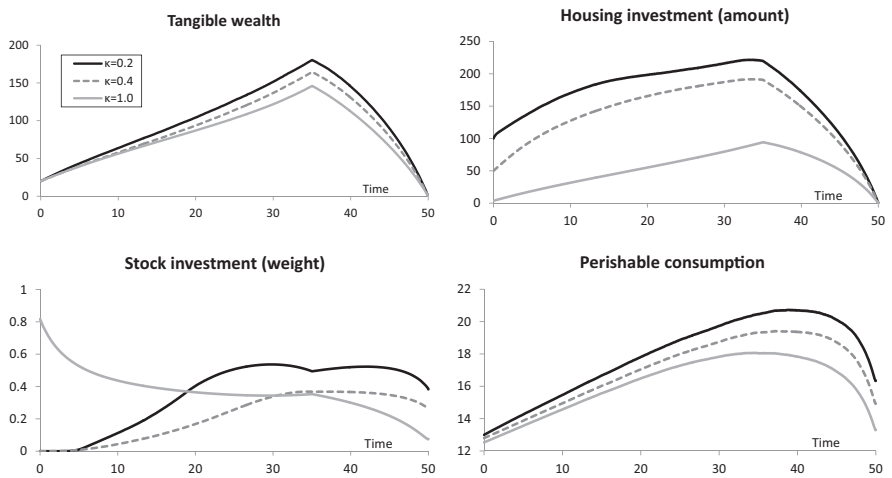 Tangible wealth
200
150
100
50
0
κ=0.2
κ=0.4
κ=1.0
Time
0 10 20 30 40 50
Housing investment (amount)
250
200
150
100
50
0
Time
0 10 20 30 40 50
Stock investment (weight)
1
0.8
0.6
0.4
0.2
0
Time
0 10 20 30 40 50
Perishable consumption
22
20
18
16
14
12
Time
0 10 20 30 40 50